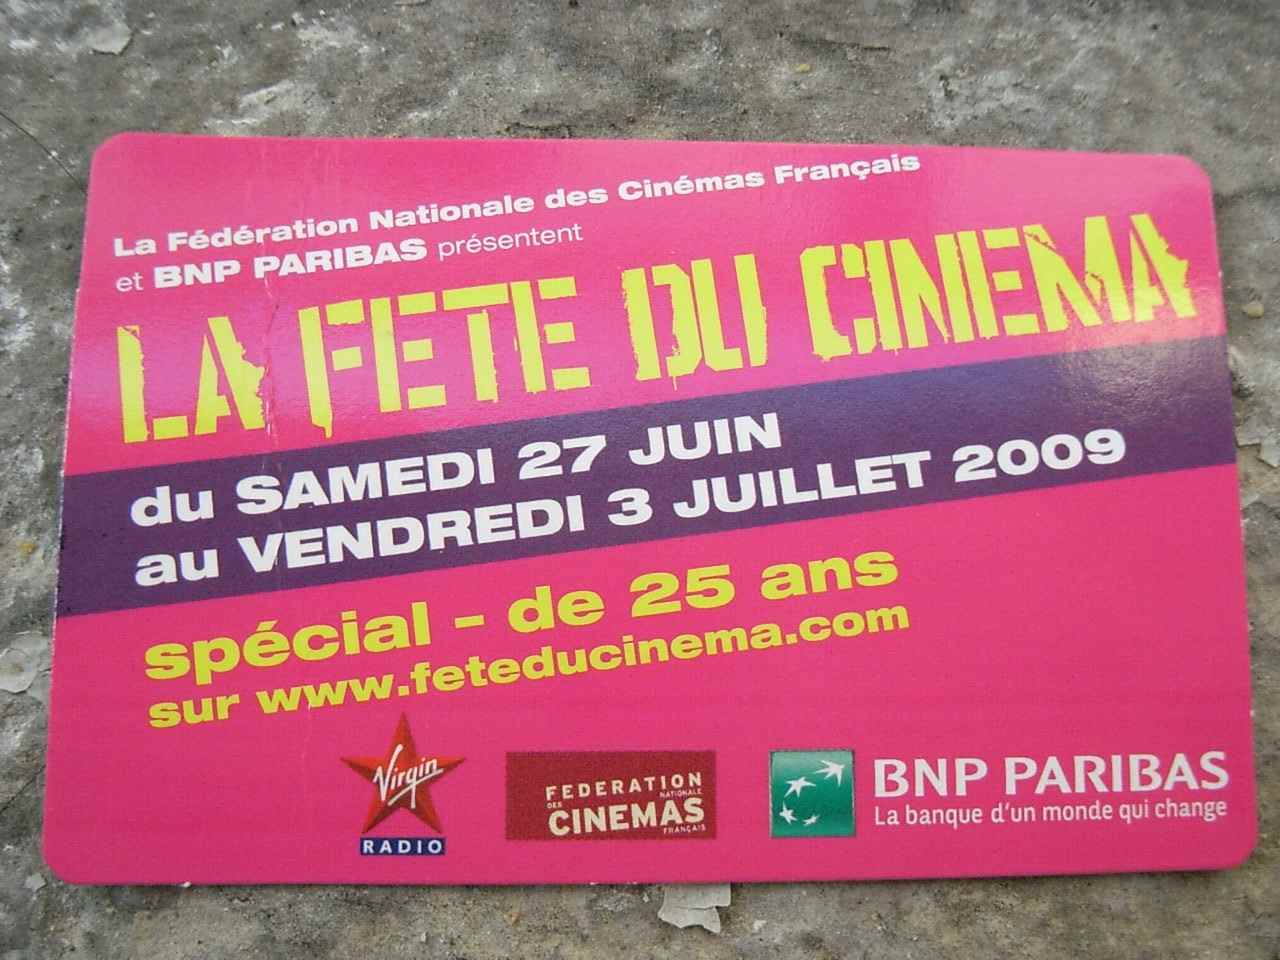 La Fédération Nationale des Cinémas Français
et BNP PARIBAS présentent
LA FETE DU CINEMA
du SAMEDI 27 JUIN
au VENDREDI 3 JUILLET 2009
spécial - de 25 ans
sur www.feteducinema.com
Virgin
RADIO
FEDERATION
DES NATIONALE
CINEMAS
FRANÇAIS
BNP PARIBAS
La banque d'un monde qui change